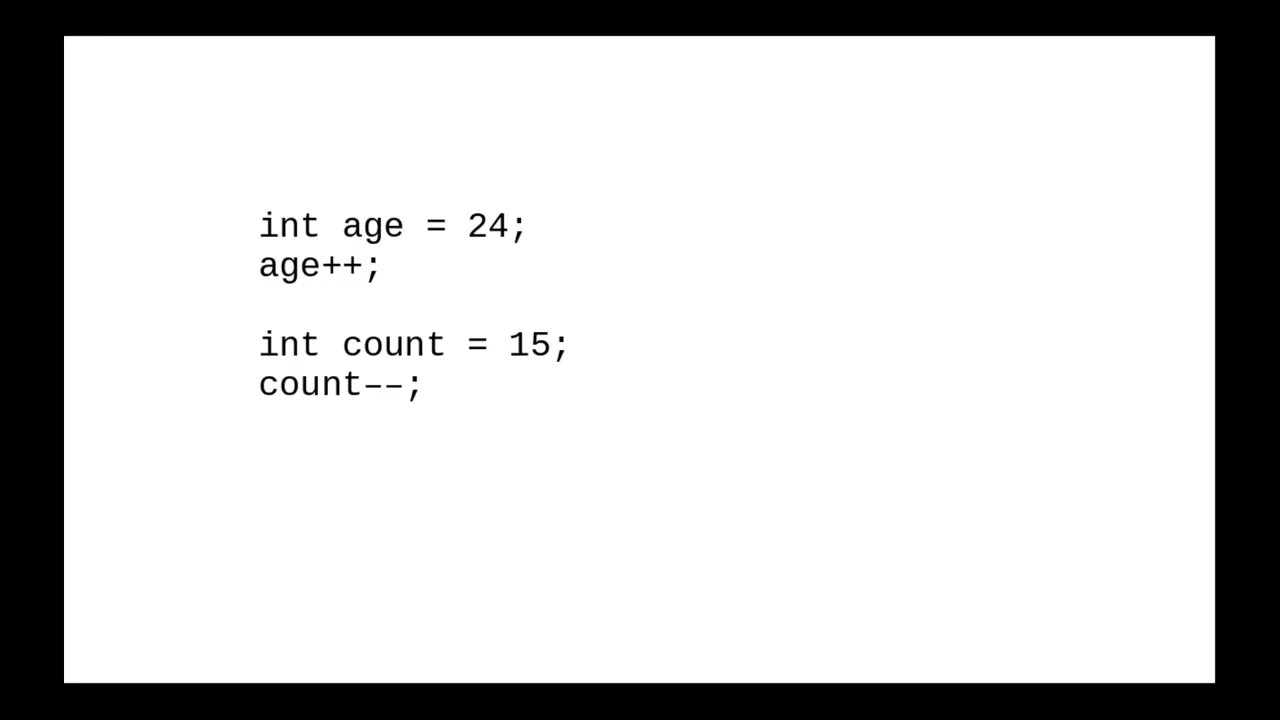 int age = 24;
age++;
int count = 15;
count––;